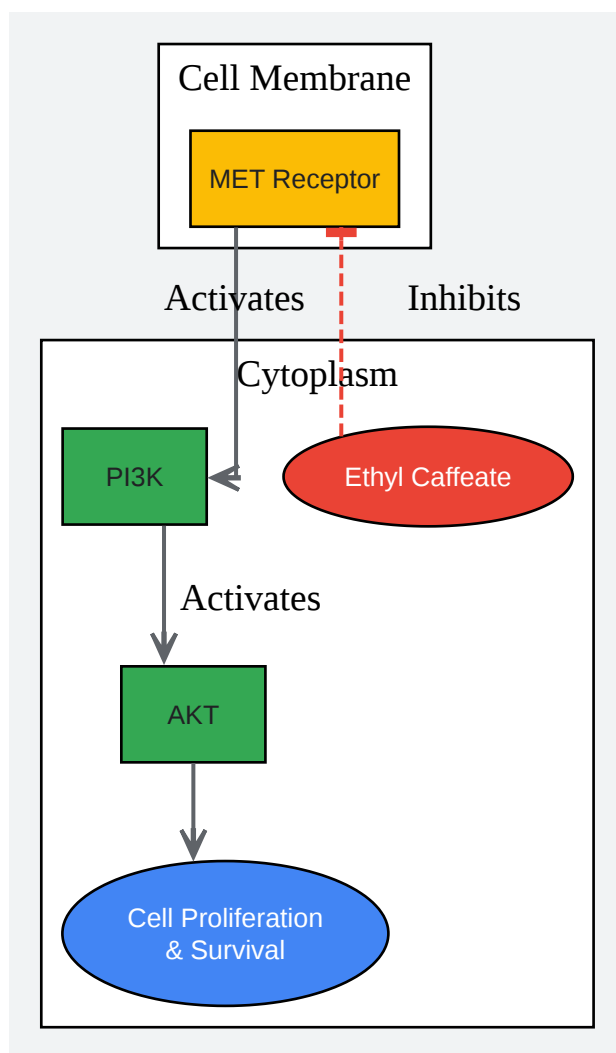 Cell Membrane
MET Receptor
Activates
Inhibits
Cytoplasm
PI3K
Ethyl Caffeate
Activates
AKT
Cell Proliferation
& Survival